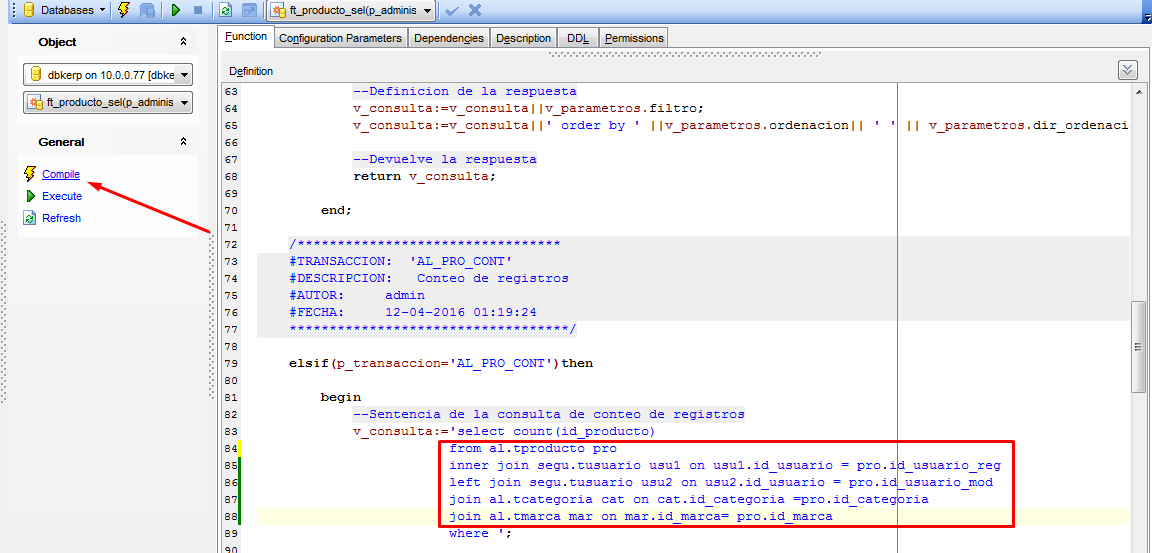 Databases
ft_producto_sel(p_adminis
Object
dbkerp on 10.0.0.77 [dbke
ft_producto_sel(p_adminis
General
Compile
Execute
Refresh
Function Configuration Parameters Dependencies Description DDL Permissions
Definition
63 --Definicion de la respuesta
64 v_consulta:=v_consulta||v_parametros.filtro;
65 v_consulta:=v_consulta||' order by ' ||v_parametros.ordenacion|| ' ' || v_parametros.dir_ordenaci
66
67 --Devuelve la respuesta
68 return v_consulta;
69
70 end;
71
72 /*********************************
73 #TRANSACCION: 'AL_PRO_CONT'
74 #DESCRIPCION: Conteo de registros
75 #AUTOR: admin
76 #FECHA: 12-04-2016 01:19:24
77 ***********************************/
78
79 elsif(p_transaccion='AL_PRO_CONT')then
80
81 begin
82 --Sentencia de la consulta de conteo de registros
83 v_consulta:='select count(id_producto)
84 from al.tproducto pro
85 inner join segu.tusuario usu1 on usu1.id_usuario = pro.id_usuario_reg
86 left join segu.tusuario usu2 on usu2.id_usuario = pro.id_usuario_mod
87 join al.tcategoria cat on cat.id_categoria =pro.id_categoria
88 join al.tmarca mar on mar.id_marca= pro.id_marca
89 where ';
90